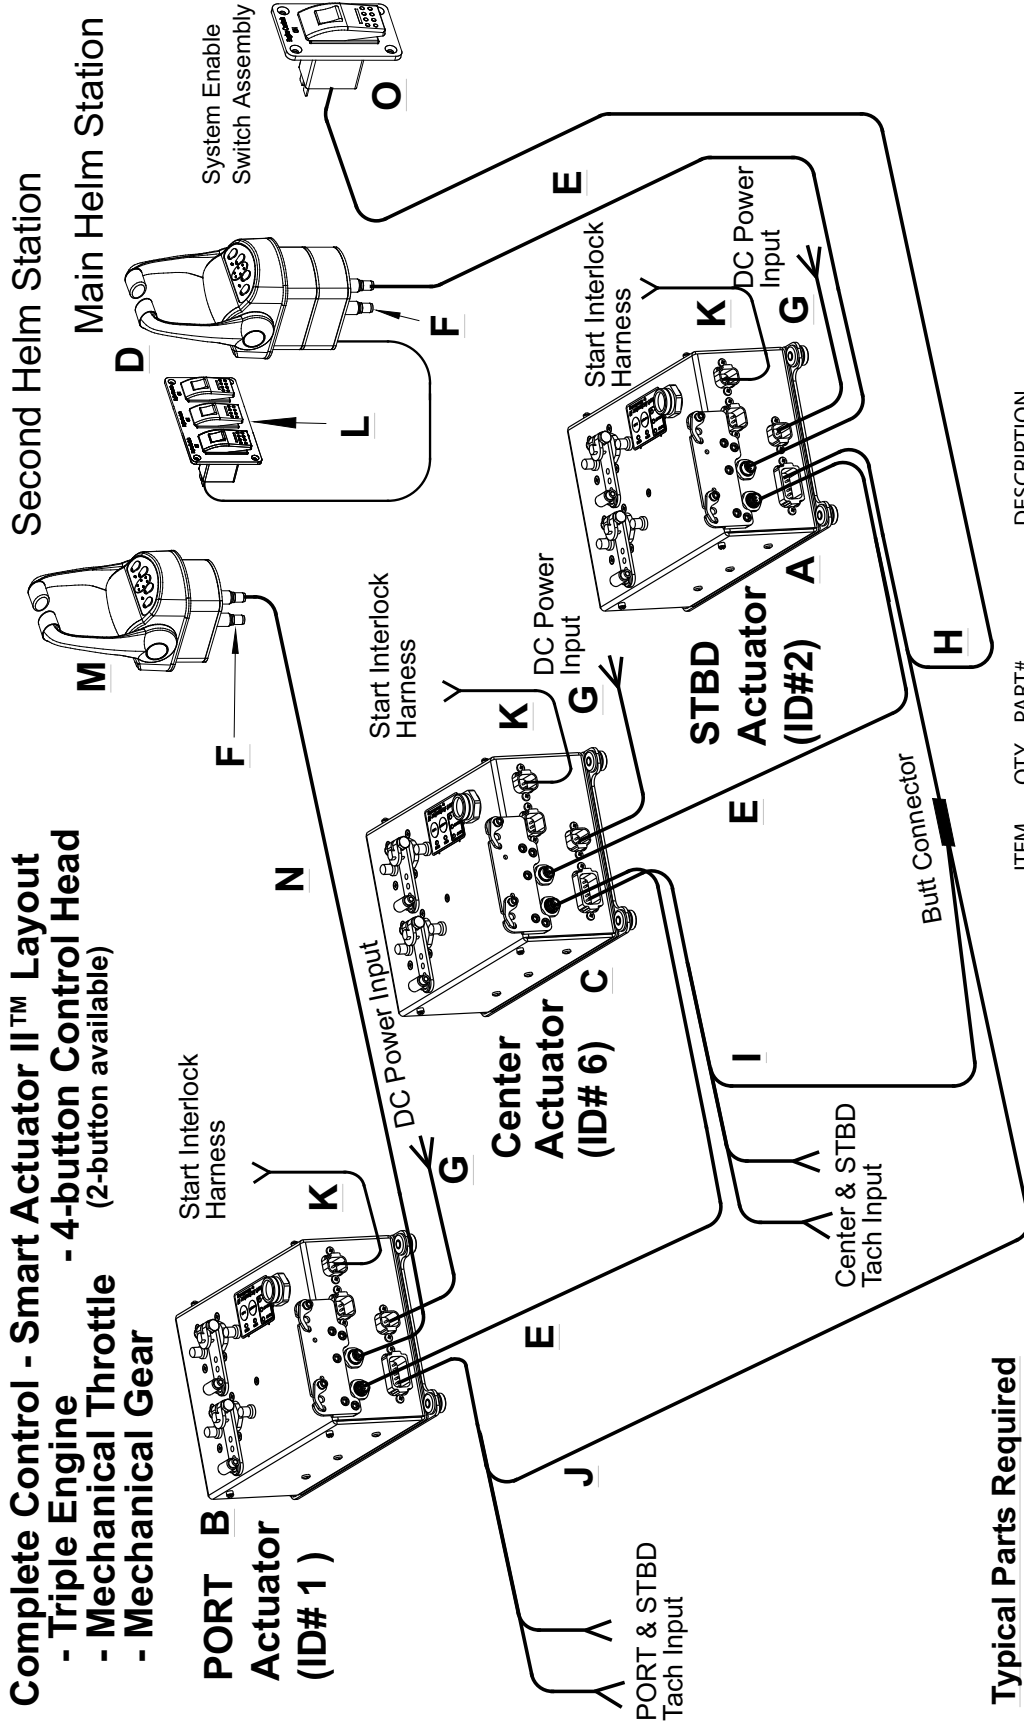 Complete Control - Smart Actuator II™ Layout
- Triple Engine
- 4-button Control Head
- Mechanical Throttle
(2-button available)
- Mechanical Gear
Second Helm Station
Main Helm Station
System Enable
Switch Assembly
O
D
L
F
E
M
F
N
PORT
B
Actuator
(ID# 1 )
Start Interlock
Harness
K
DC Power Input
G
Center
Actuator
C
(ID# 6)
Start Interlock
Harness
K
DC Power
Input
G
STBD
Actuator
A
(ID#2)
Start Interlock
Harness
K
DC Power
Input
G
E
E
H
I
J
Butt Connector
PORT & STBD
Tach Input
Center & STBD
Tach Input
Typical Parts Required
ITEM QTY PART# DESCRIPTION